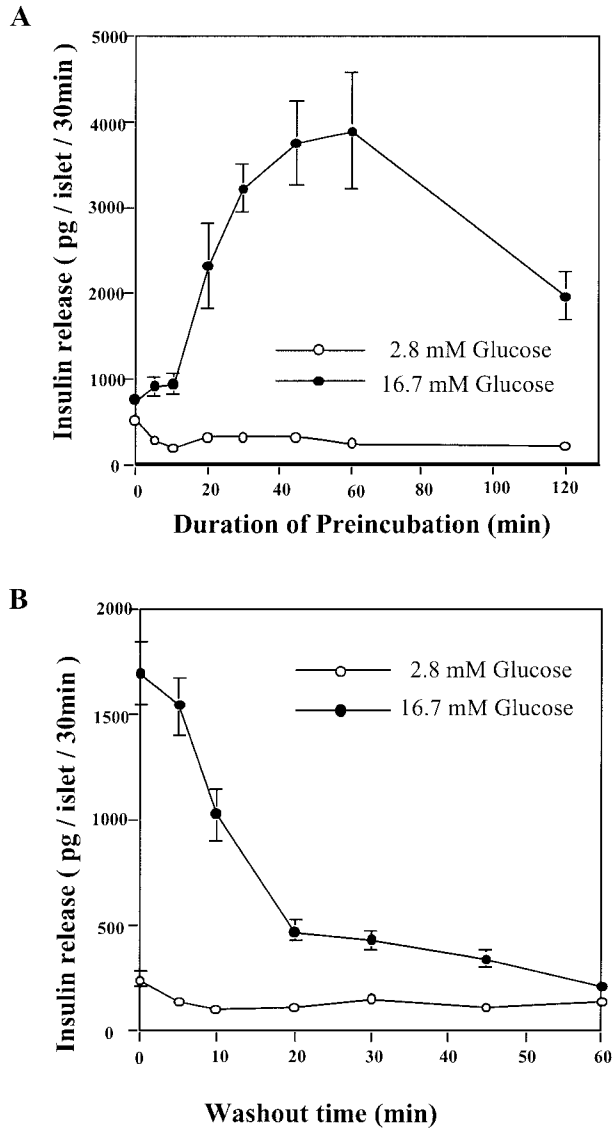 A
Insulin release ( pg / islet / 30min )
5000
4000
3000
2000
1000
0
2.8 mM Glucose
16.7 mM Glucose
0 20 40 60 80 100 120
Duration of Preincubation (min)
B
Insulin release ( pg / islet / 30min )
2000
1500
1000
500
0
2.8 mM Glucose
16.7 mM Glucose
0 10 20 30 40 50 60
Washout time (min)